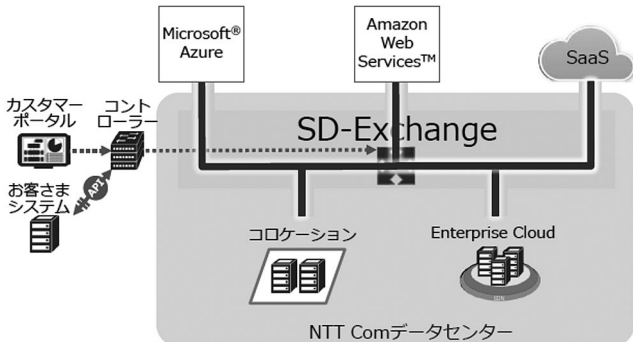 Microsoft®
Azure
Amazon
Web
Services™
SaaS
カスタマー
ポータル
コント
ローラー
SD-Exchange
お客さま
システム
API
コロケーション
Enterprise Cloud
SDN
NTT Comデータセンター